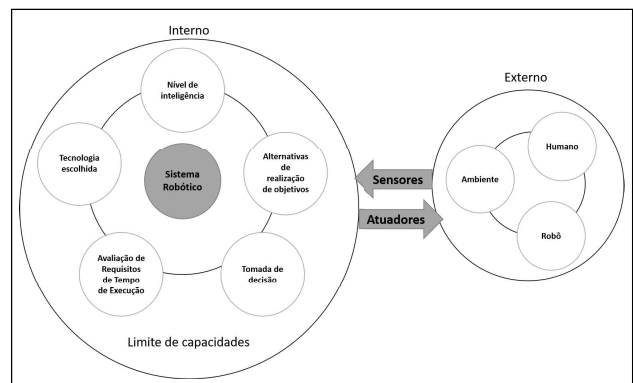 Interno
Nível de
inteligência
Tecnologia
escolhida
Sistema
Robótico
Alternativas
de
realização
de objetivos
Avaliação de
Requisitos
de Tempo
de Execução
Tomada de
decisão
Limite de capacidades
Sensores
Atuadores
Externo
Humano
Ambiente
Robô